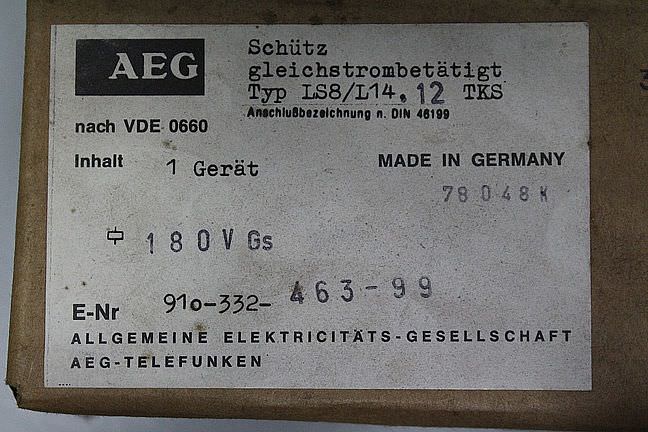 AEG
Schütz
gleichstrombetätigt
Typ LS8/L14.12 TKS
Anschlußbezeichnung n. DIN 46199
nach VDE 0660
Inhalt 1 Gerät
MADE IN GERMANY
78048K
180V Gs
E-Nr 910-332-463-99
ALLGEMEINE ELEKTRICITÄTS-GESELLSCHAFT
AEG-TELEFUNKEN